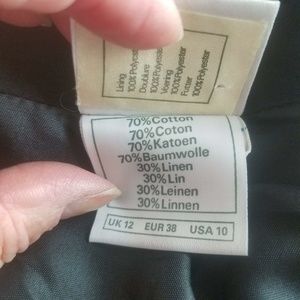 Lining
100%Polyester
Doublure
100%Polyester
Voering
100%Polyester
Futter
100%Polyester
70%Cotton
70%Coton
70%Katoen
70%Baumwolle
30%Linen
30%Lin
30%Leinen
30%Linnen
UK 12 EUR 38 USA 10